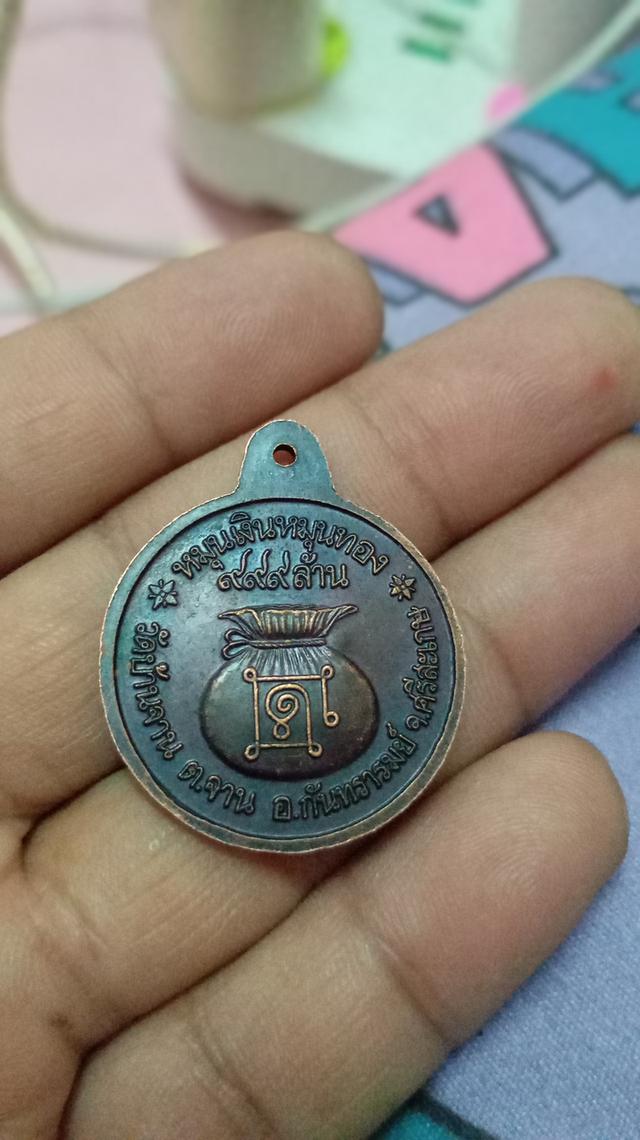 หมุนเงินหมุนทอง
๙๙๙ ล้าน
วัดบ้านจาน ต.จาน อ.กันทรารมย์ จ.ศรีสะเกษ